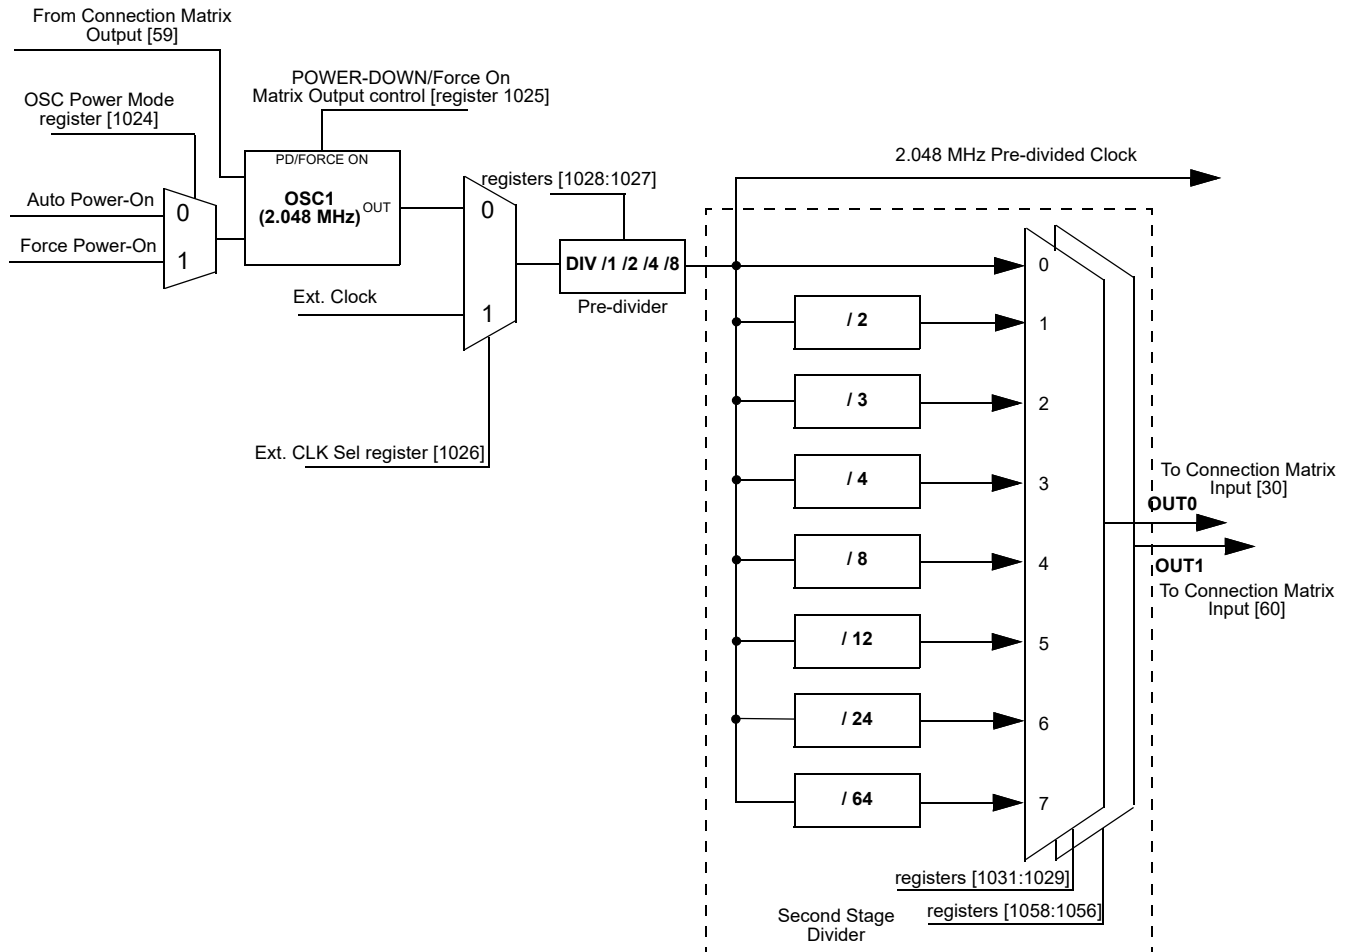 From Connection Matrix
Output [59]
POWER-DOWN/Force On
Matrix Output control [register 1025]
OSC Power Mode
register [1024]
PD/FORCE ON
OSC1
(2.048 MHz)
OUT
Auto Power-On
0
Force Power-On
1
0
1
Ext. Clock
Ext. CLK Sel register [1026]
registers [1028:1027]
DIV /1 /2 /4 /8
Pre-divider
2.048 MHz Pre-divided Clock
0
/ 2
1
/ 3
2
/ 4
3
/ 8
4
/ 12
5
/ 24
6
/ 64
7
To Connection Matrix
Input [30]
OUT0
OUT1
To Connection Matrix
Input [60]
registers [1031:1029]
registers [1058:1056]
Second Stage
Divider